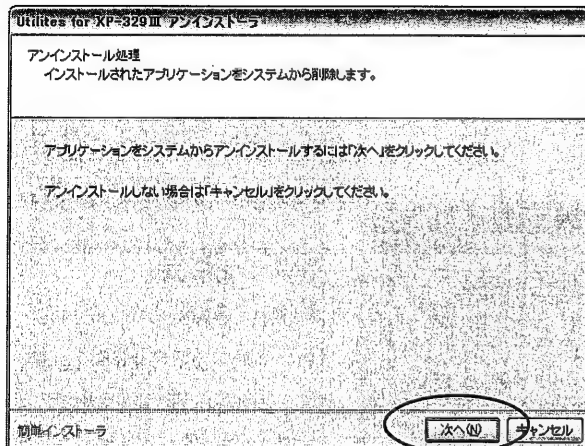 Utilites for XP-329Ⅲ アンインストーラ
アンインストール処理
インストールされたアプリケーションをシステムから削除します。
アプリケーションをシステムからアンインストールするには「次へ」をクリックしてください。
アンインストールしない場合は「キャンセル」をクリックしてください。
簡単インストーラ
次へ(N)
キャンセル